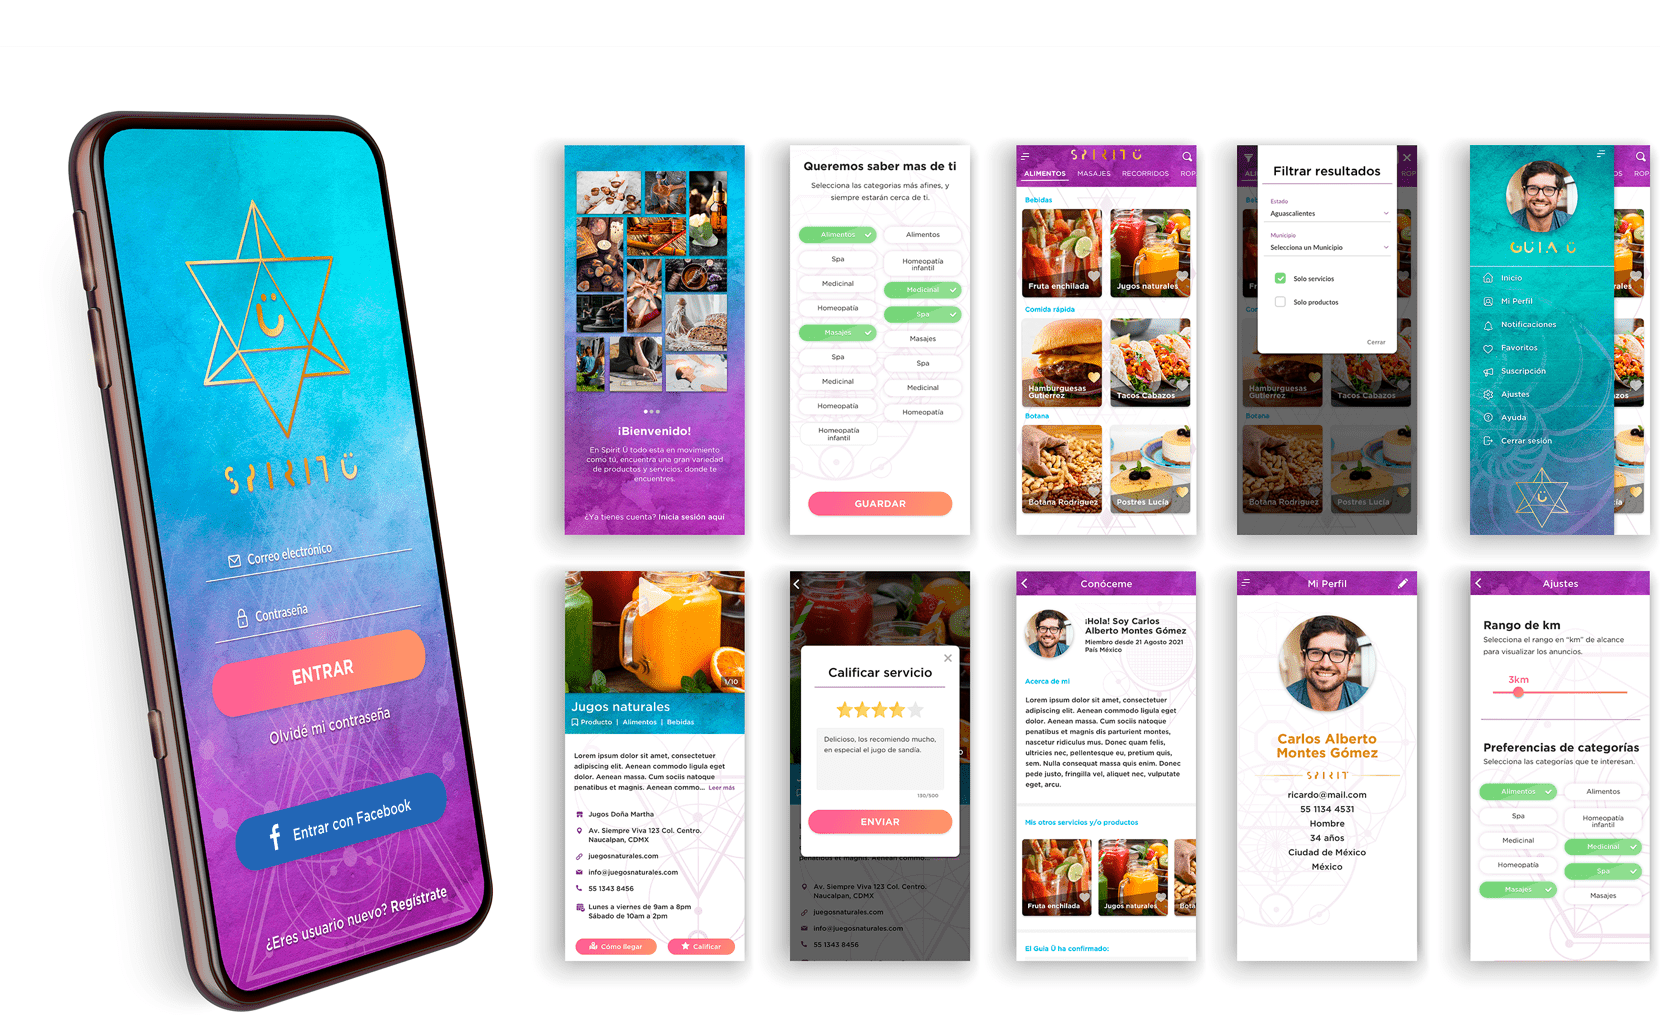 SPIRIT Ü
Correo electrónico
Contraseña
ENTRAR
Olvidé mi contraseña
f Entrar con Facebook
¿Eres usuario nuevo? Regístrate
¡Bienvenido!
En Spirit Ü todo esta en movimiento
como tú, encuentra una gran variedad
de productos y servicios; donde te
encuentres.
¿Ya tienes cuenta? Inicia sesión aquí
Queremos saber mas de ti
Selecciona las categorias más afines, y
siempre estarán cerca de ti.
Alimentos
Alimentos
Spa
Homeopatía
infantil
Medicinal
Medicinal
Homeopatía
Spa
Masajes
Masajes
Spa
Spa
Medicinal
Medicinal
Homeopatía
Homeopatía
Homeopatía
infantil
GUARDAR
SPIRIT Ü
ALIMENTOS MASAJES RECORRIDOS ROP
Bebidas
Fruta enchilada
Jugos naturales
Comida rápida
Hamburguesas
Gutierrez
Tacos Cabazos
Botana
Botana Rodriguez
Postres Lucía
ALI
ROP
Filtrar resultados
Estado
Aguascalientes
Municipio
Selecciona un Municipio
Solo servicios
Solo productos
Cerrar
Beb
Fr
Com
Hamburguesas
Gutierrez
Tacos Cabazos
Botana
Botana Rodriguez
Postres Lucía
OS ROP
GUIA Ü
Inicio
Mi Perfil
Notificaciones
Favoritos
Suscripción
Ajustes
Ayuda
Cerrar sesión
rales
azos
ía
1/10
Jugos naturales
Producto | Alimentos | Bebidas
Lorem ipsum dolor sit amet, consectetuer
adipiscing elit. Aenean commodo ligula eget
dolor. Aenean massa. Cum sociis natoque
penatibus et magnis. Aenean commo... Leer más
Jugos Doña Martha
Av. Siempre Viva 123 Col. Centro.
Naucalpan, CDMX
juegosnaturales.com
info@juegosnaturales.com
55 1343 8456
Lunes a viernes de 9am a 8pm
Sábado de 10am a 2pm
Cómo llegar
Calificar
Calificar servicio
Delicioso, los recomiendo mucho,
en especial el jugo de sandía.
130/500
ENVIAR
penatibus et magnis. Aenean commo...
Av. Siempre Viva 123 Col. Centro.
Naucalpan, CDMX
juegosnaturales.com
info@juegosnaturales.com
55 1343 8456
Conóceme
¡Hola! Soy Carlos
Alberto Montes Gómez
Miembro desde 21 Agosto 2021
País México
Acerca de mi
Lorem ipsum dolor sit amet, consectetuer
adipiscing elit. Aenean commodo ligula eget
dolor. Aenean massa. Cum sociis natoque
penatibus et magnis dis parturient montes,
nascetur ridiculus mus. Donec quam felis,
ultricies nec, pellentesque eu, pretium quis,
sem. Nulla consequat massa quis enim. Donec
pede justo, fringilla vel, aliquet nec, vulputate
eget, arcu.
Mis otros servicios y/o productos
Fruta enchilada
Jugos naturales
Bota
El Guia Ü ha confirmado:
Mi Perfil
Carlos Alberto
Montes Gómez
SPIRIT
ricardo@mail.com
55 1134 4531
Hombre
34 años
Ciudad de México
México
Ajustes
Rango de km
Selecciona el rango en "km" de alcance
para visualizar los anuncios.
3km
Preferencias de categorías
Selecciona las categorías que te interesan.
Alimentos
Alimentos
Spa
Homeopatía
infantil
Medicinal
Medicinal
Homeopatía
Spa
Masajes
Masajes